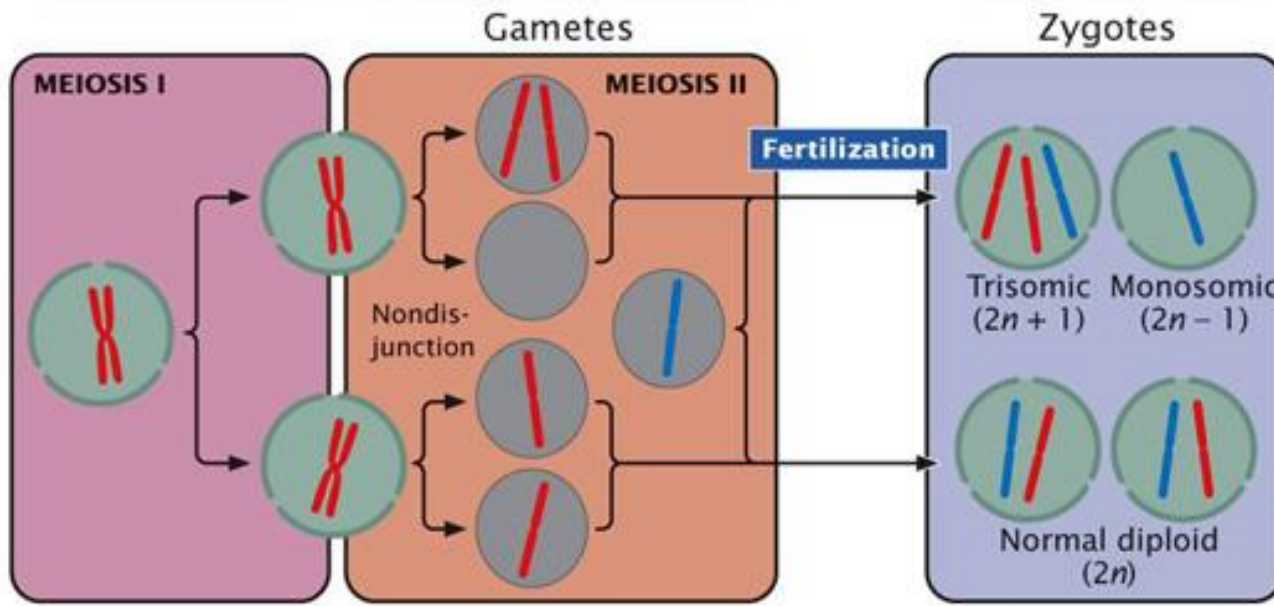 Gametes
Zygotes
MEIOSIS I
MEIOSIS II
Fertilization
Nondis-
junction
Trisomic
(2n + 1)
Monosomic
(2n − 1)
Normal diploid
(2n)